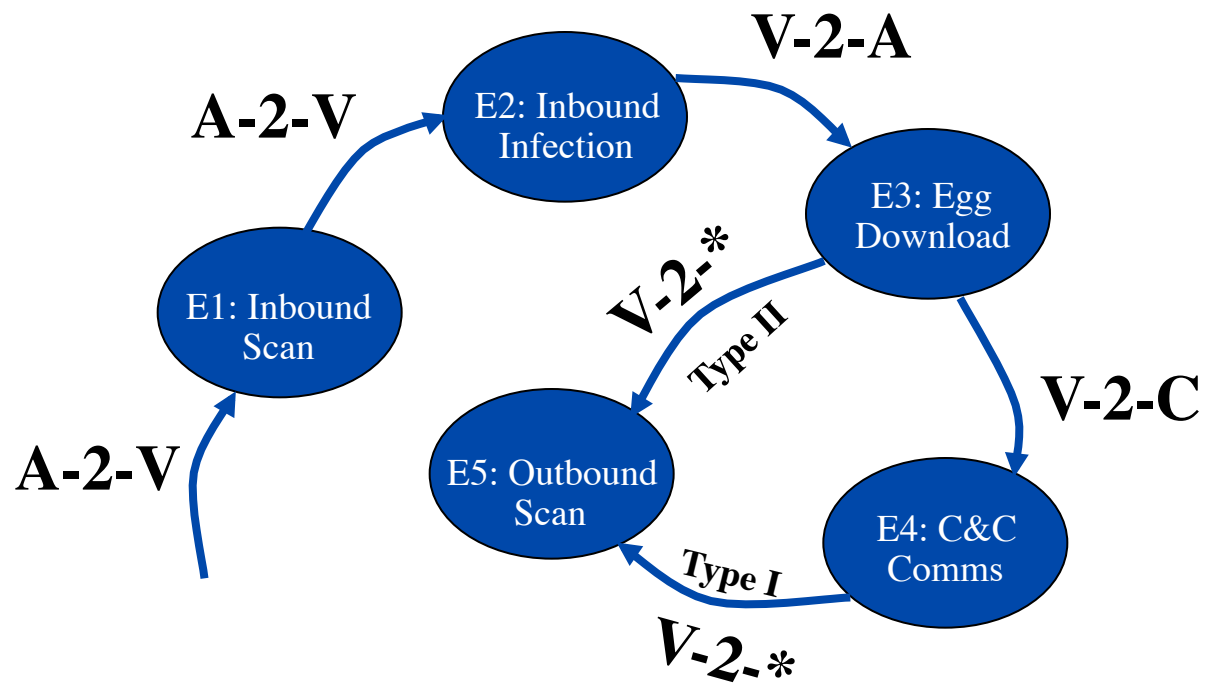 V-2-A
A-2-V
E2: Inbound
Infection
E3: Egg
Download
V-2-*
Type II
E1: Inbound
Scan
V-2-C
A-2-V
E5: Outbound
Scan
E4: C&C
Comms
Type I
V-2-*